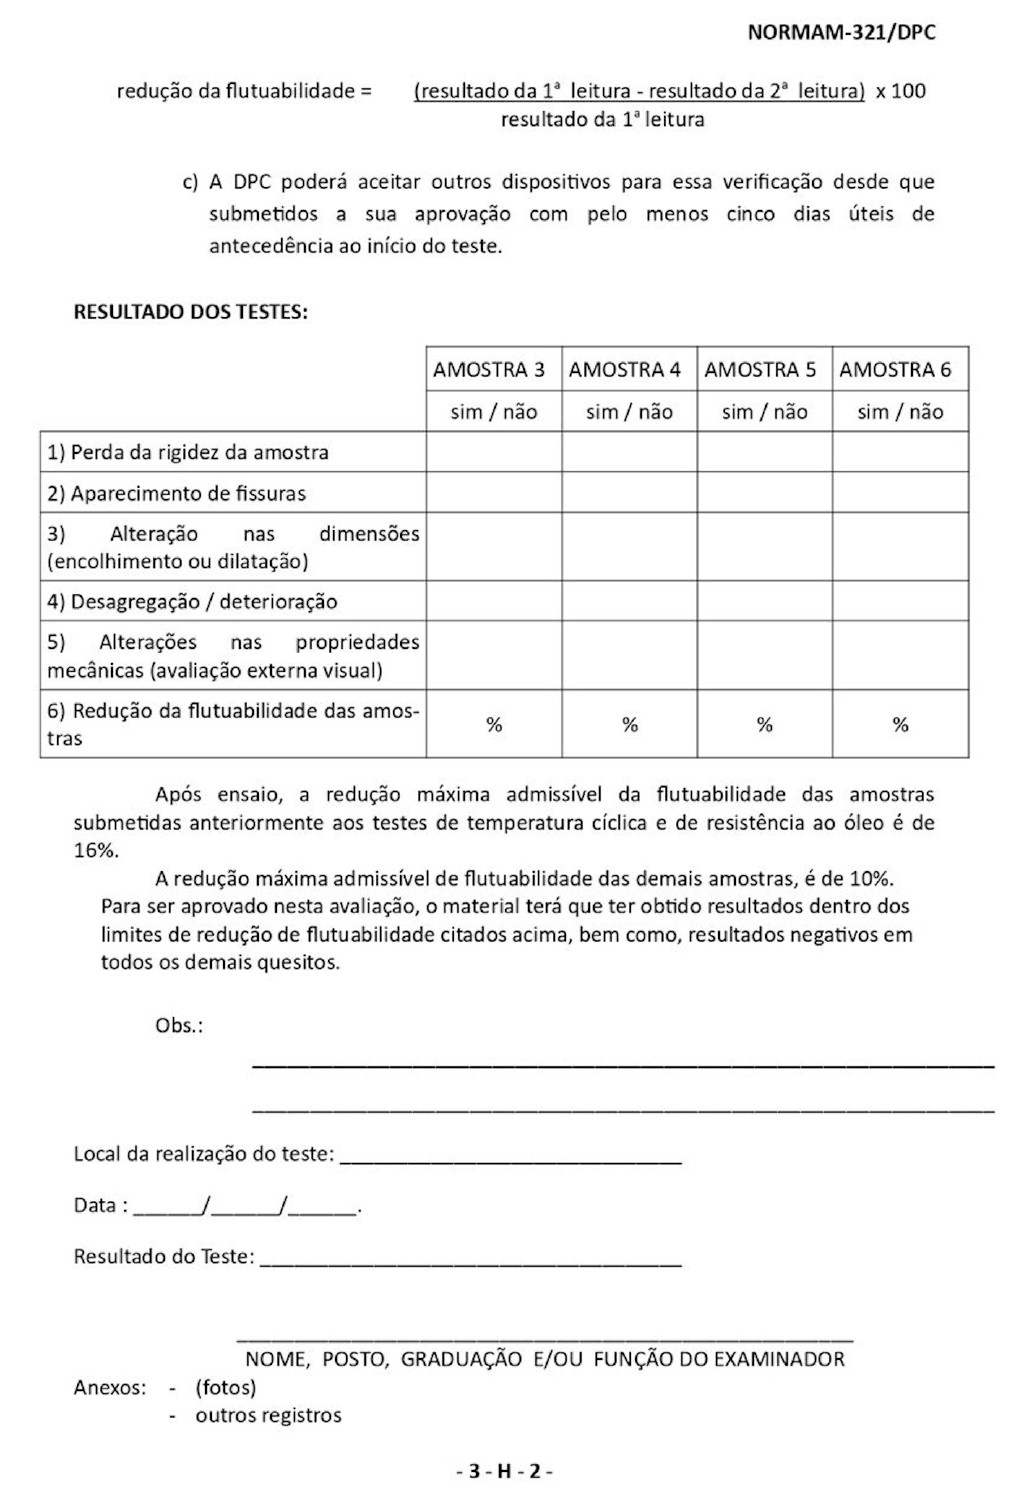 NORMAM-321/DPC
redução da flutuabilidade = (resultado da 1ª leitura - resultado da 2ª leitura) x 100
resultado da 1ª leitura
c) A DPC poderá aceitar outros dispositivos para essa verificação desde que
submetidos a sua aprovação com pelo menos cinco dias úteis de
antecedência ao início do teste.
RESULTADO DOS TESTES:
AMOSTRA 3 AMOSTRA 4 AMOSTRA 5 AMOSTRA 6
sim / não sim / não sim / não sim / não
1) Perda da rigidez da amostra
2) Aparecimento de fissuras
3) Alteração nas dimensões
(encolhimento ou dilatação)
4) Desagregação / deterioração
5) Alterações nas propriedades
mecânicas (avaliação externa visual)
6) Redução da flutuabilidade das amos-
tras % % % %
Após ensaio, a redução máxima admissível da flutuabilidade das amostras
submetidas anteriormente aos testes de temperatura cíclica e de resistência ao óleo é de
16%.
A redução máxima admissível de flutuabilidade das demais amostras, é de 10%.
Para ser aprovado nesta avaliação, o material terá que ter obtido resultados dentro dos
limites de redução de flutuabilidade citados acima, bem como, resultados negativos em
todos os demais quesitos.
Obs.:
Local da realização do teste: ______________________________
Data : ______/______/______.
Resultado do Teste: _____________________________________
NOME, POSTO, GRADUAÇÃO E/OU FUNÇÃO DO EXAMINADOR
Anexos: - (fotos)
- outros registros
- 3 - H - 2 -